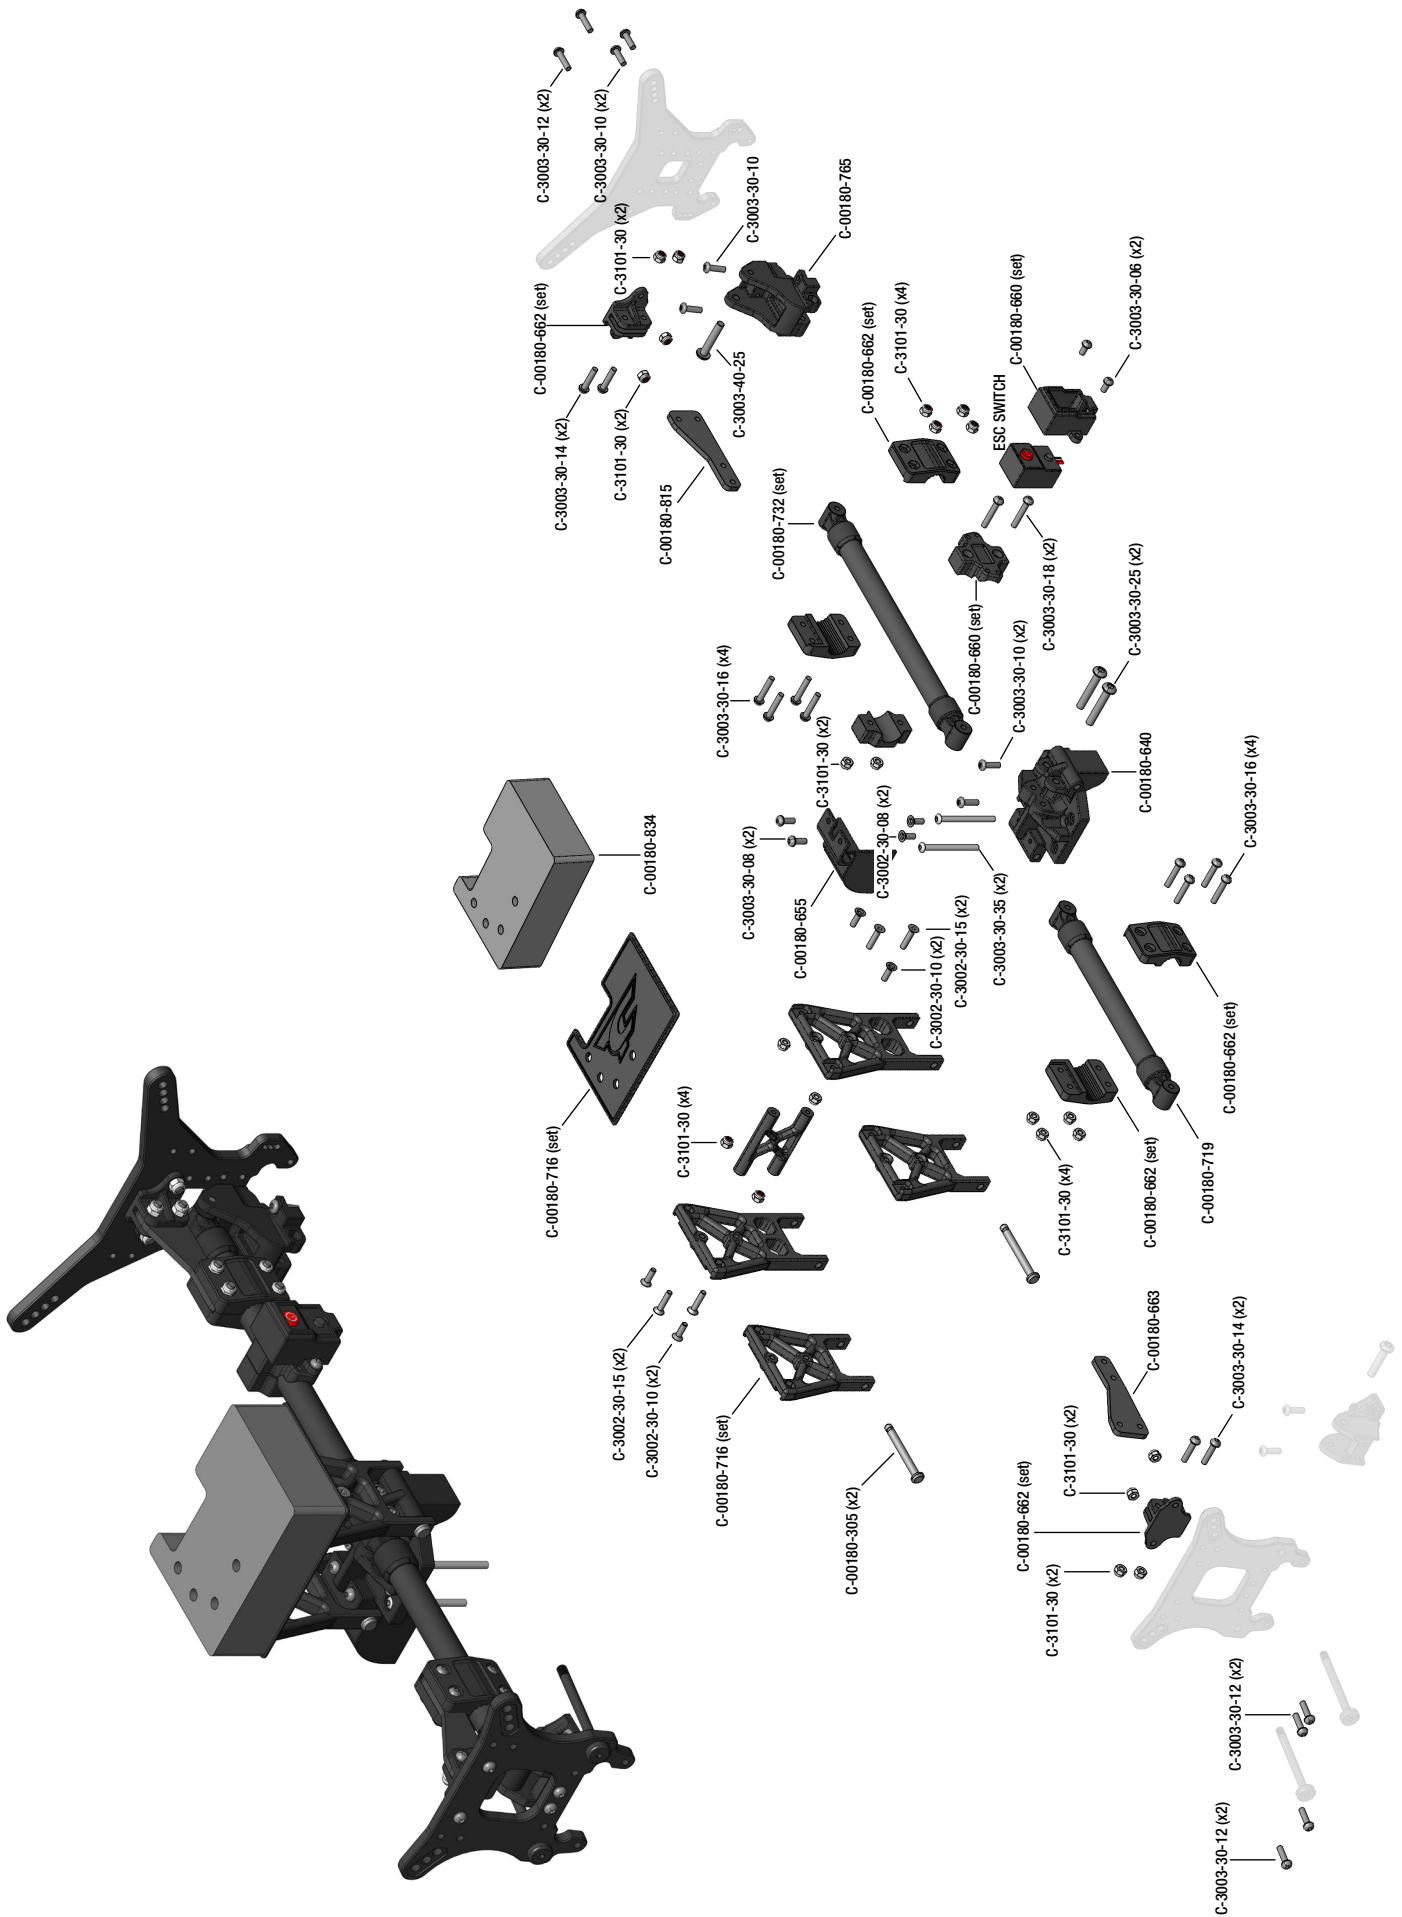 C-3003-30-12 (x2)
C-3003-30-10 (x2)
C-3003-30-10
C-00180-765
C-3101-30 (x2)
C-00180-662 (set)
C-3003-40-25
C-3003-30-14 (x2)
C-3101-30 (x2)
C-00180-815
C-00180-662 (set)
C-3101-30 (x4)
C-00180-660 (set)
C-3003-30-06 (x2)
ESC SWITCH
C-00180-732 (set)
C-00180-660 (set)
C-3003-30-18 (x2)
C-3003-30-25 (x2)
C-3003-30-16 (x4)
C-3003-30-10 (x2)
C-3101-30 (x2)
C-00180-640
C-3003-30-16 (x4)
C-00180-834
C-3003-30-08 (x2)
C-3002-30-08 (x2)
C-00180-655
C-3003-30-35 (x2)
C-3002-30-15 (x2)
C-3002-30-10 (x2)
C-00180-662 (set)
C-00180-716 (set)
C-3101-30 (x4)
C-3101-30 (x4)
C-00180-662 (set)
C-00180-719
C-3002-30-15 (x2)
C-3002-30-10 (x2)
C-00180-716 (set)
C-00180-663
C-3003-30-14 (x2)
C-00180-305 (x2)
C-3101-30 (x2)
C-00180-662 (set)
C-3101-30 (x2)
C-3003-30-12 (x2)
C-3003-30-12 (x2)